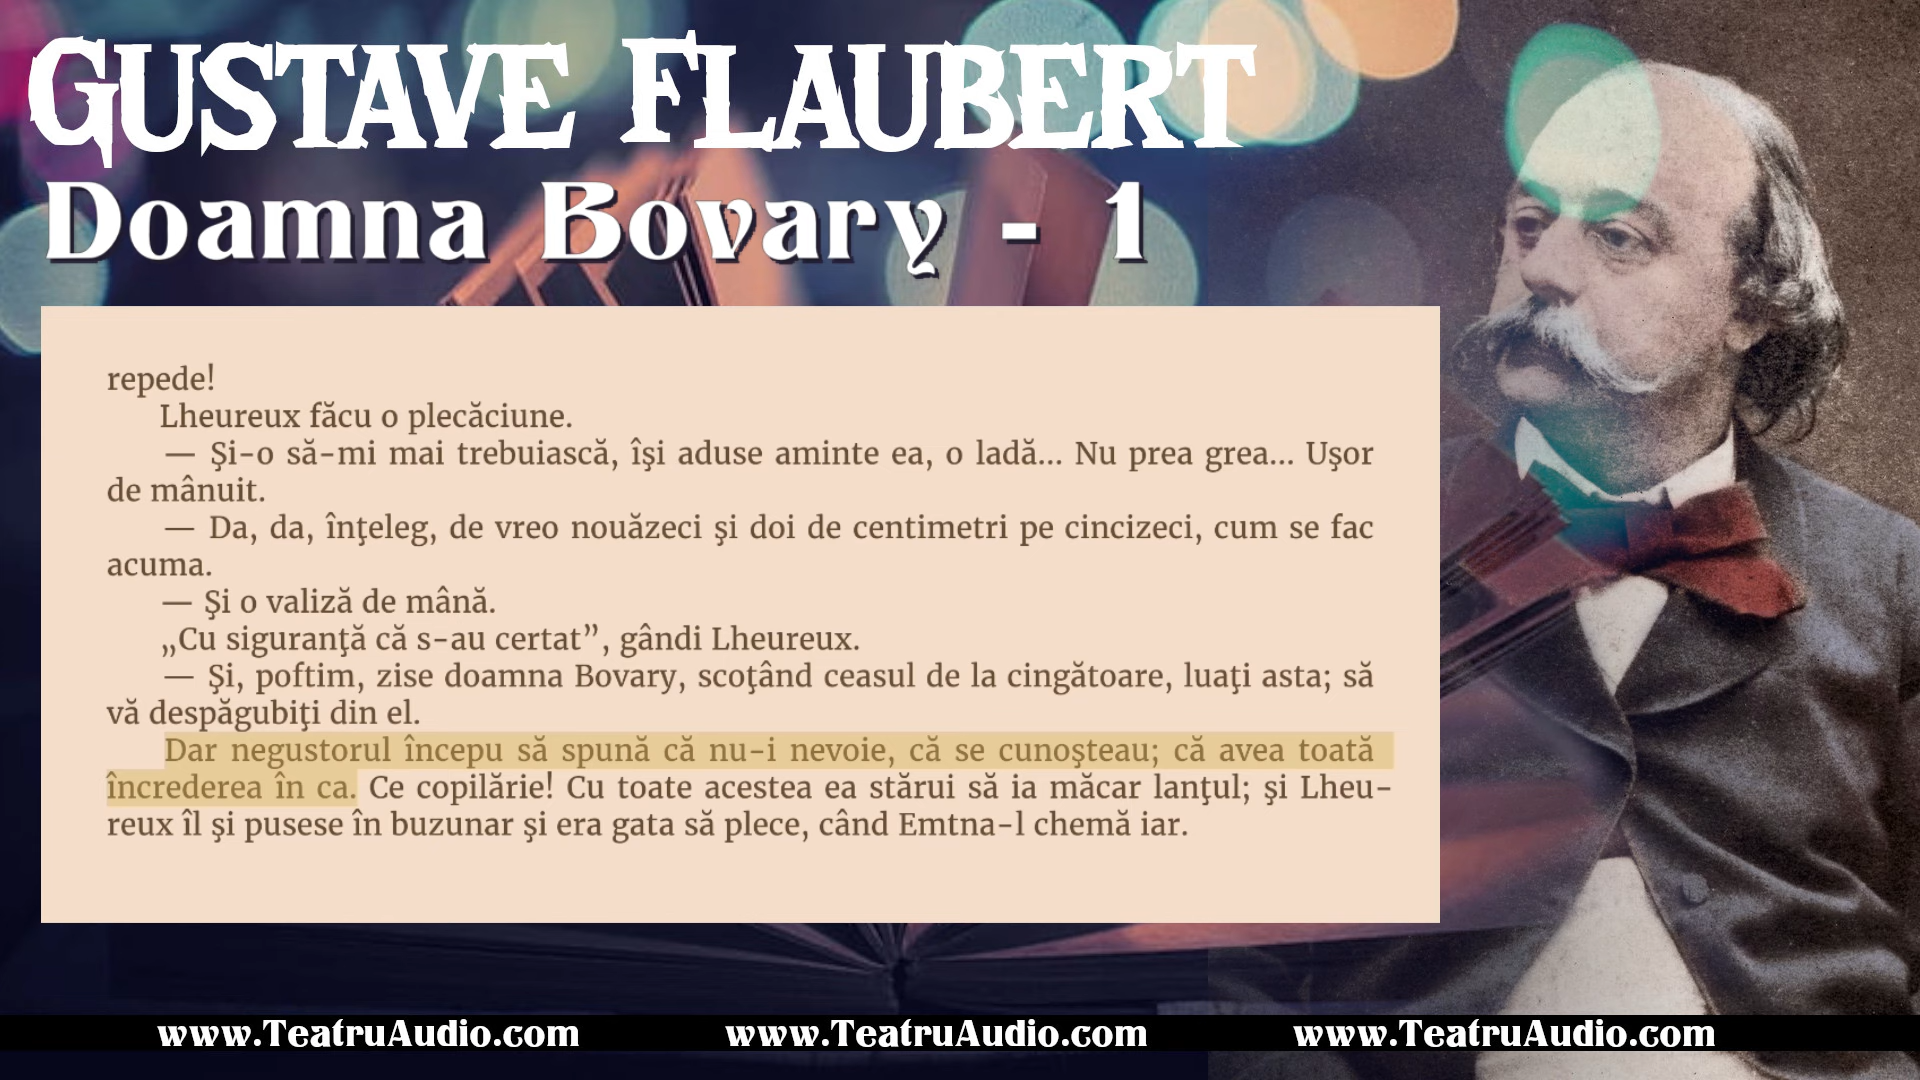 GUSTAVE FLAUBERT
Doamna Bovary - 1
repede!
Lheureux făcu o plecăciune.
— Şi-o să-mi mai trebuiască, îşi aduse aminte ea, o ladă... Nu prea grea... Uşor
de mânuit.
— Da, da, înţeleg, de vreo nouăzeci şi doi de centimetri pe cincizeci, cum se fac
acuma.
— Şi o valiză de mână.
„Cu siguranţă că s-au certat”, gândi Lheureux.
— Şi, poftim, zise doamna Bovary, scoţând ceasul de la cingătoare, luaţi asta; să
vă despăgubiţi din el.
Dar negustorul începu să spună că nu-i nevoie, că se cunoşteau; că avea toată
încrederea în ca. Ce copilărie! Cu toate acestea ea stărui să ia măcar lanţul; şi Lheu-
reux îl şi pusese în buzunar şi era gata să plece, când Emtna-l chemă iar.
www.TeatruAudio.com www.TeatruAudio.com www.TeatruAudio.com